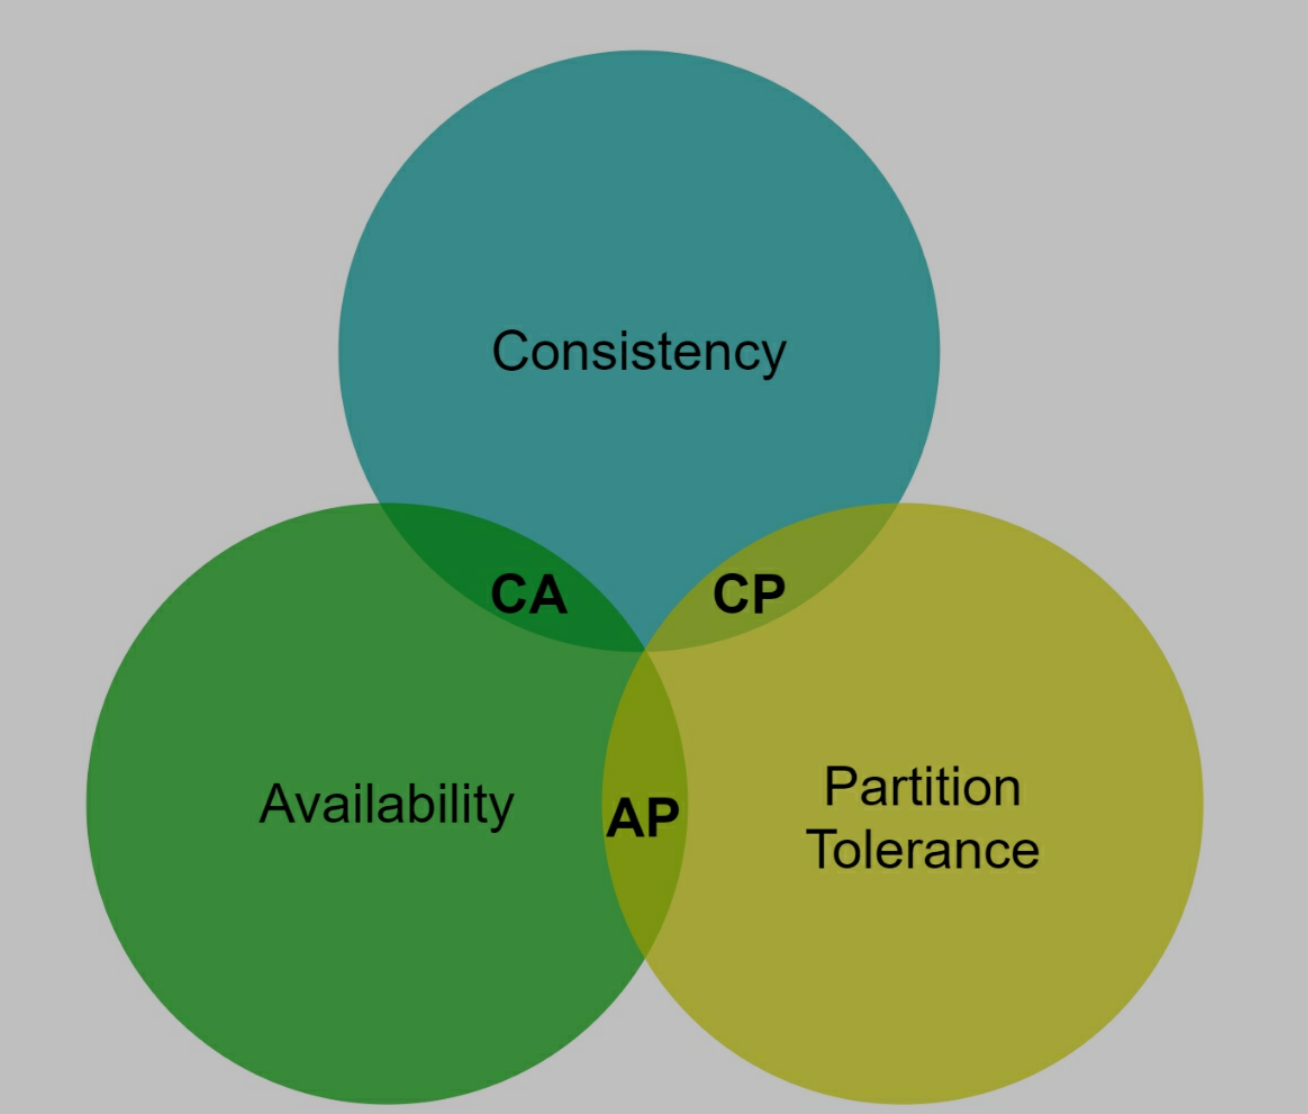 Consistency
CA
CP
Availability
AP
Partition
Tolerance